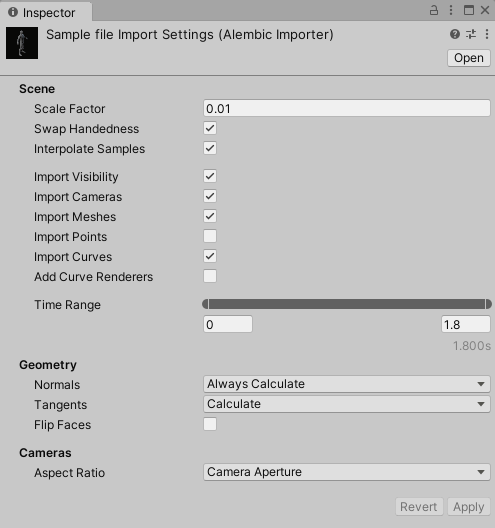 Inspector
Sample file Import Settings (Alembic Importer)
Open
Scene
Scale Factor 0.01
Swap Handedness
Interpolate Samples
Import Visibility
Import Cameras
Import Meshes
Import Points
Import Curves
Add Curve Renderers
Time Range
0 1.8
1.800s
Geometry
Normals Always Calculate
Tangents Calculate
Flip Faces
Cameras
Aspect Ratio Camera Aperture
Revert Apply